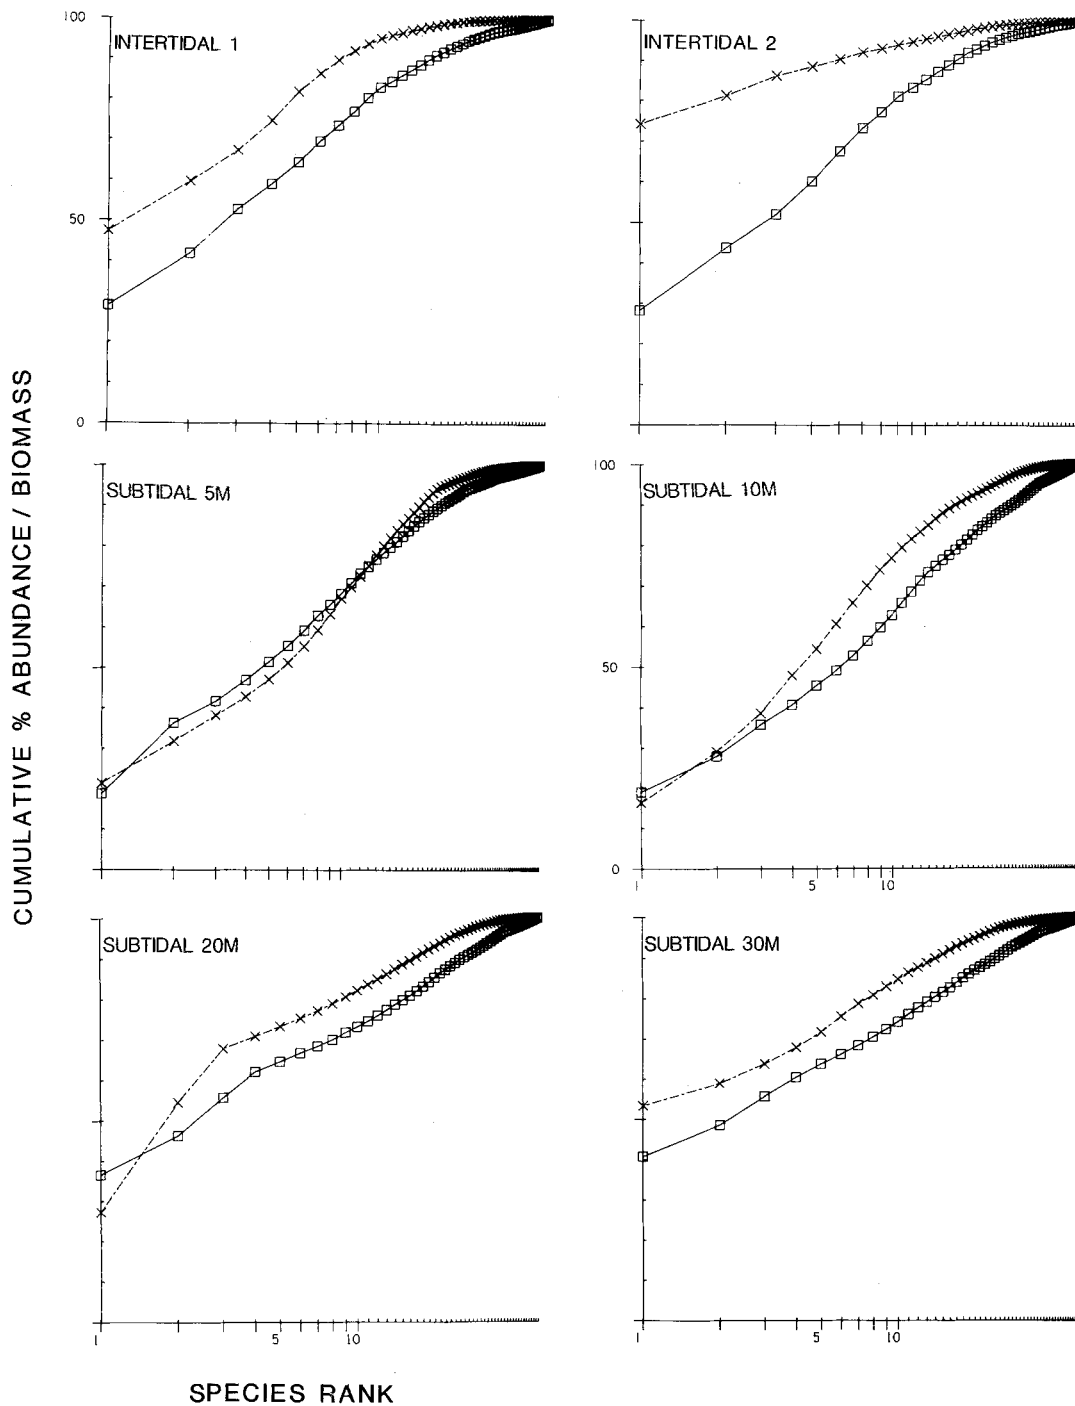 100
INTERTIDAL 1
INTERTIDAL 2
50
0
CUMULATIVE % ABUNDANCE / BIOMASS
SUBTIDAL 5M
100
SUBTIDAL 10M
50
0
1
5
10
SUBTIDAL 20M
SUBTIDAL 30M
1
5
10
1
5
10
SPECIES RANK